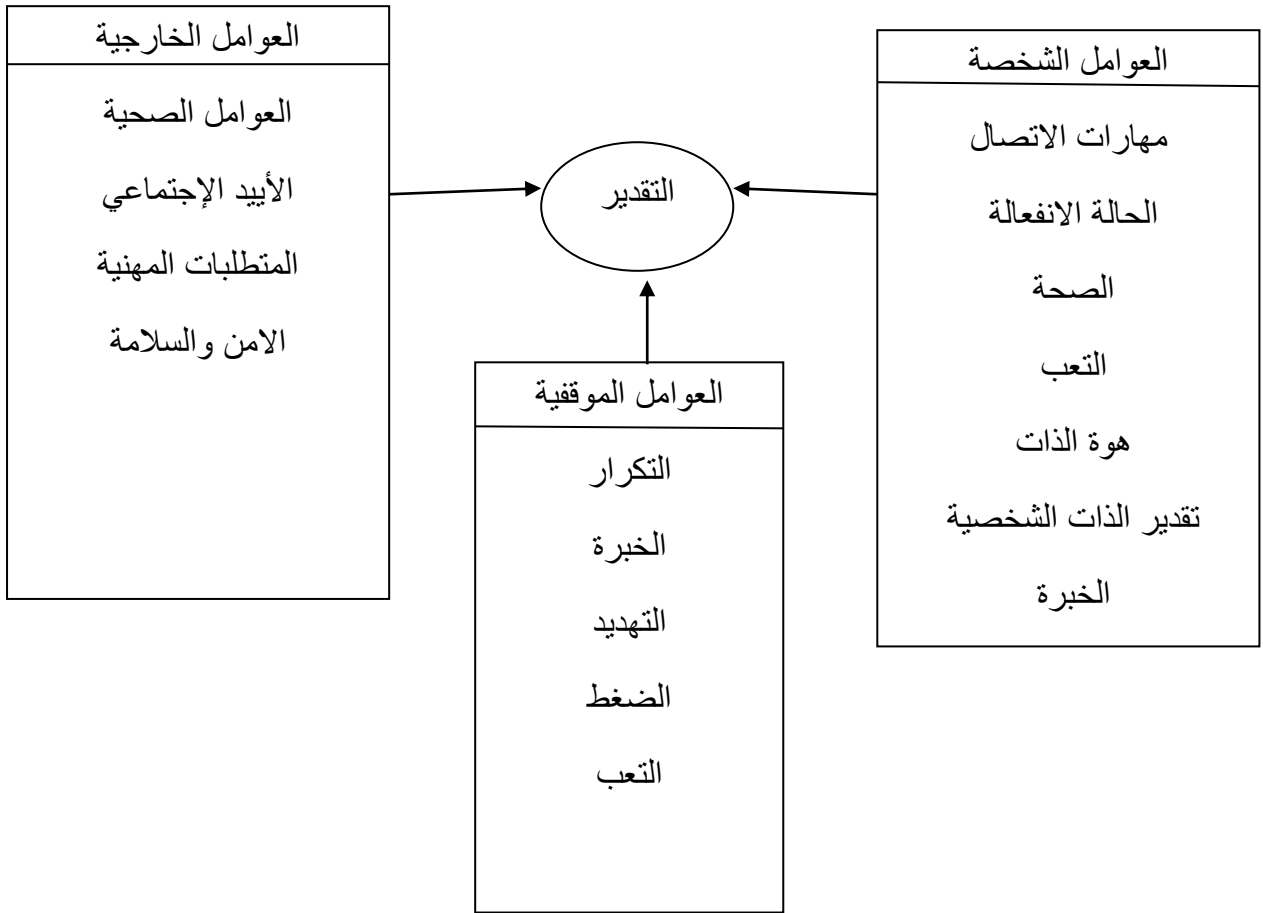 العوامل الشخصة
مهارات الاتصال
الحالة الانفعالة
الصحة
التعب
هوة الذات
تقدير الذات الشخصية
الخبرة
التقدير
العوامل الخارجية
العوامل الصحية
الأييد الإجتماعي
المتطلبات المهنية
الامن والسلامة
العوامل الموقفية
التكرار
الخبرة
التهديد
الضغط
التعب